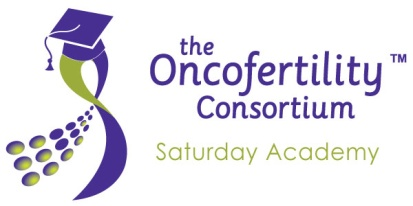 the
Oncofertility™
Consortium
Saturday Academy